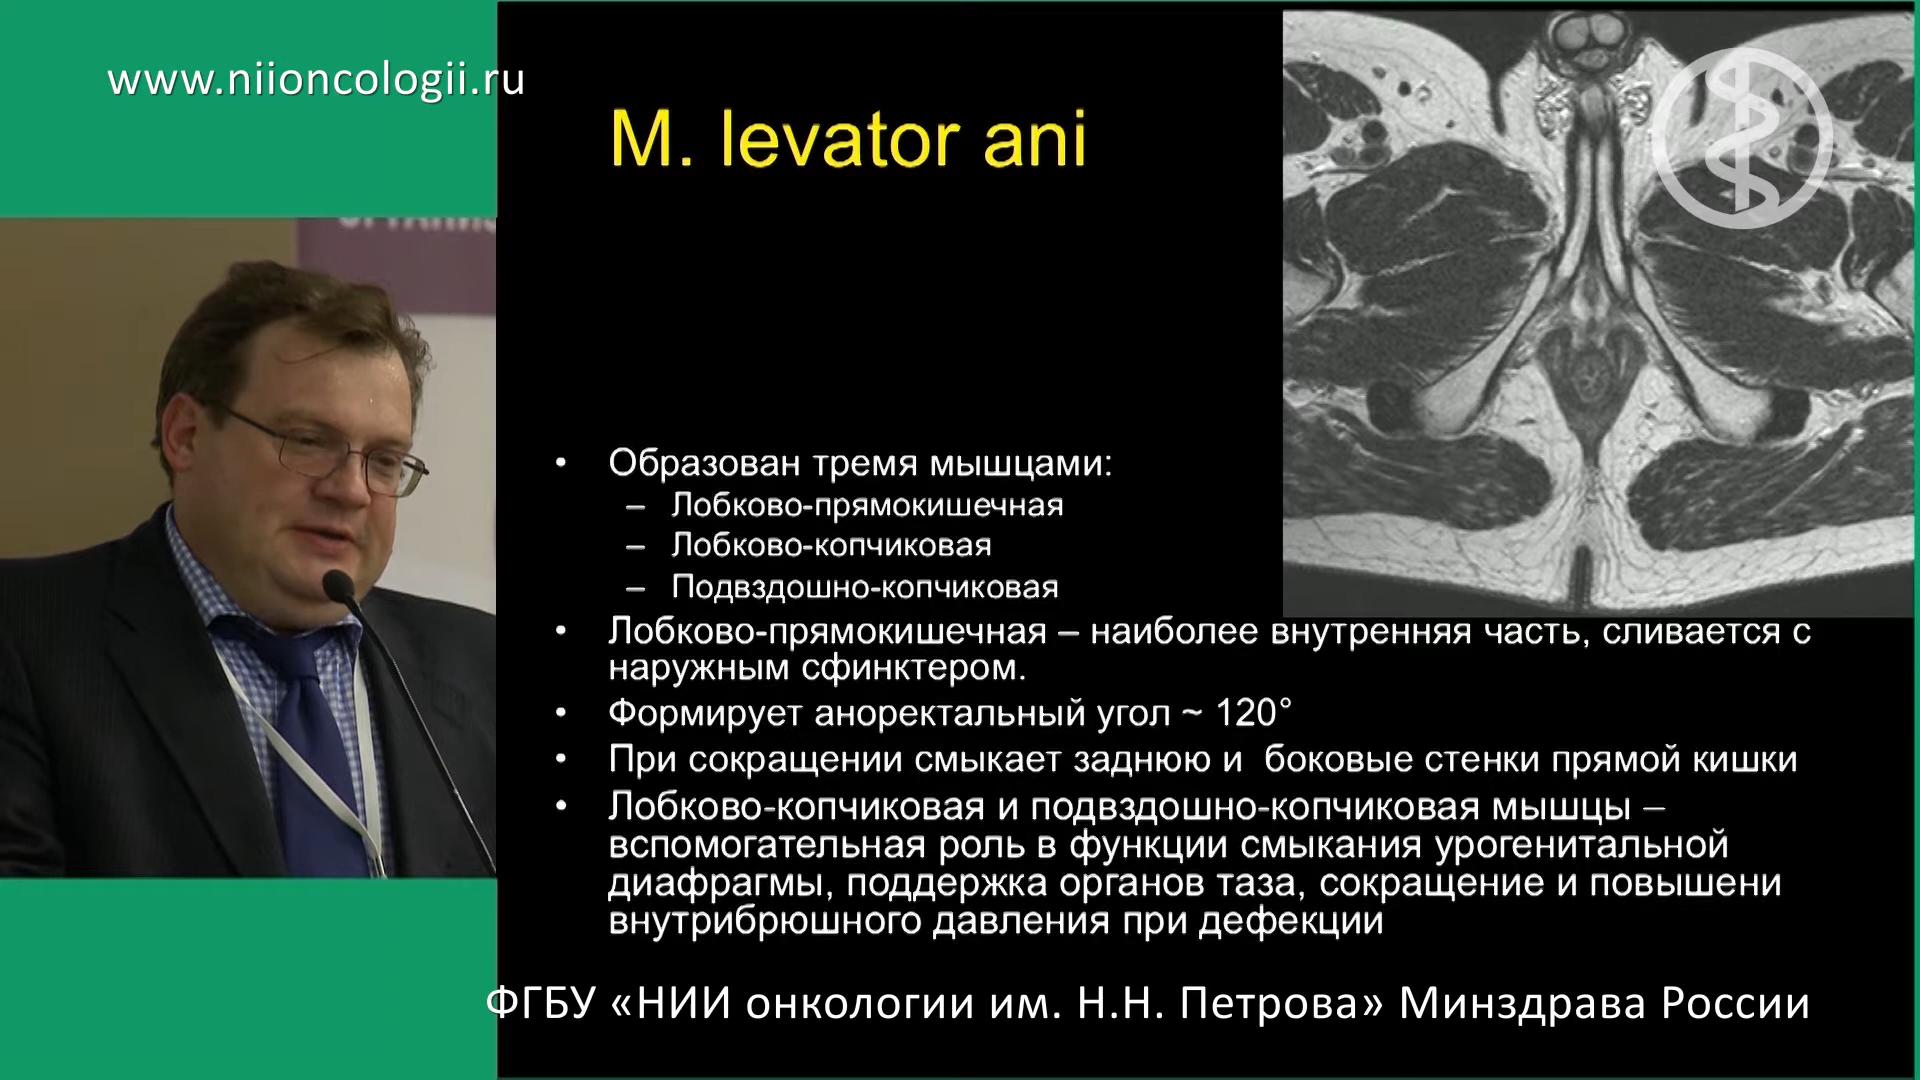 www.niioncologii.ru
M. levator ani
• Образован тремя мышцами:
– Лобково-прямокишечная
– Лобково-копчиковая
– Подвздошно-копчиковая
• Лобково-прямокишечная – наиболее внутренняя часть, сливается с
наружным сфинктером.
• Формирует аноректальный угол ~ 120°
• При сокращении смыкает заднюю и боковые стенки прямой кишки
• Лобково-копчиковая и подвздошно-копчиковая мышцы –
вспомогательная роль в функции смыкания урогенитальной
диафрагмы, поддержка органов таза, сокращение и повышени
внутрибрюшного давления при дефекции
ФГБУ «НИИ онкологии им. Н.Н. Петрова» Минздрава России